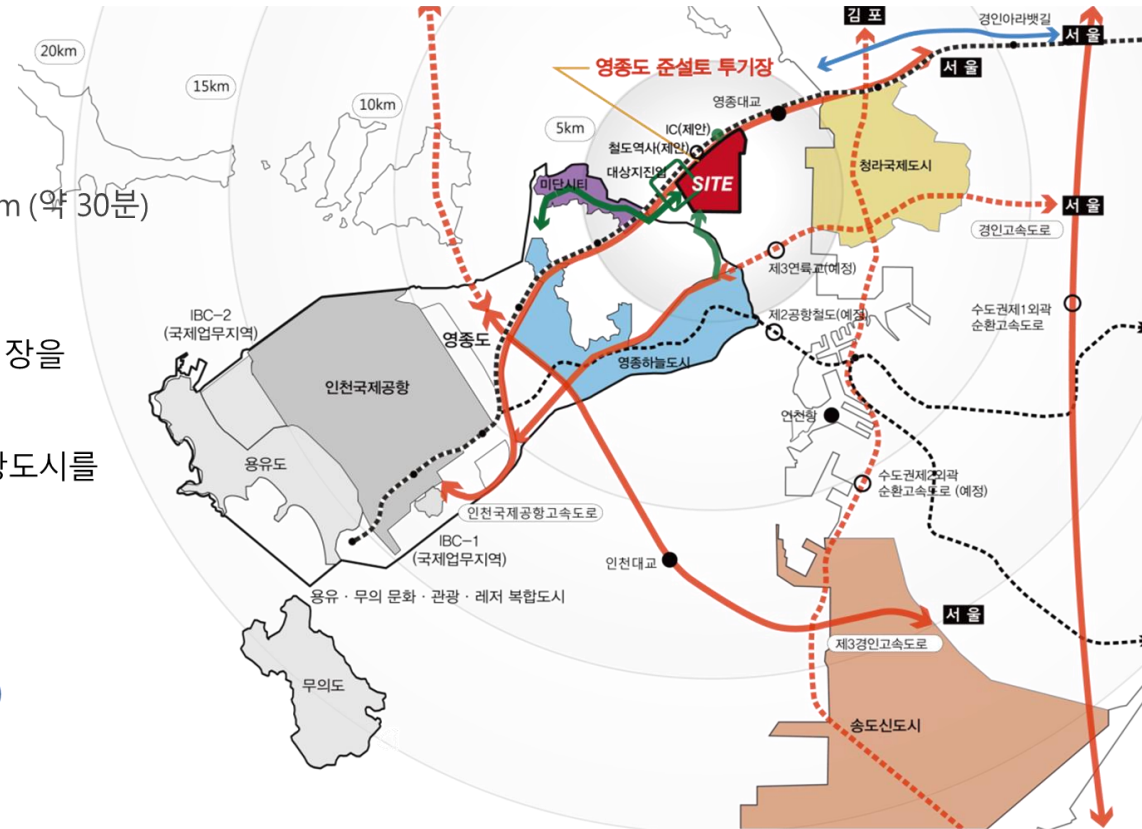 김 포
경인아라뱃길
서 울
20km
영종도 준설토 투기장
서 울
15km
10km
영종대교
5km
IC(제안)
철도역사(제안)
대상지진입
청라국제도시
SITE
미단시티
m (약 30분)
서 울
경인고속도로
제3연륙교(예정)
IBC-2
(국제업무지역)
제2공항철도(예정)
수도권제1외곽
순환고속도로
영종도
장을
영종하늘도시
인천국제공항
인천항
도시를
용유도
수도권제2외곽
순환고속도로 (예정)
인천국제공항고속도로
IBC-1
(국제업무지역)
인천대교
용유 · 무의 문화 · 관광 · 레저 복합도시
서 울
제3경인고속도로
무의도
송도신도시
)